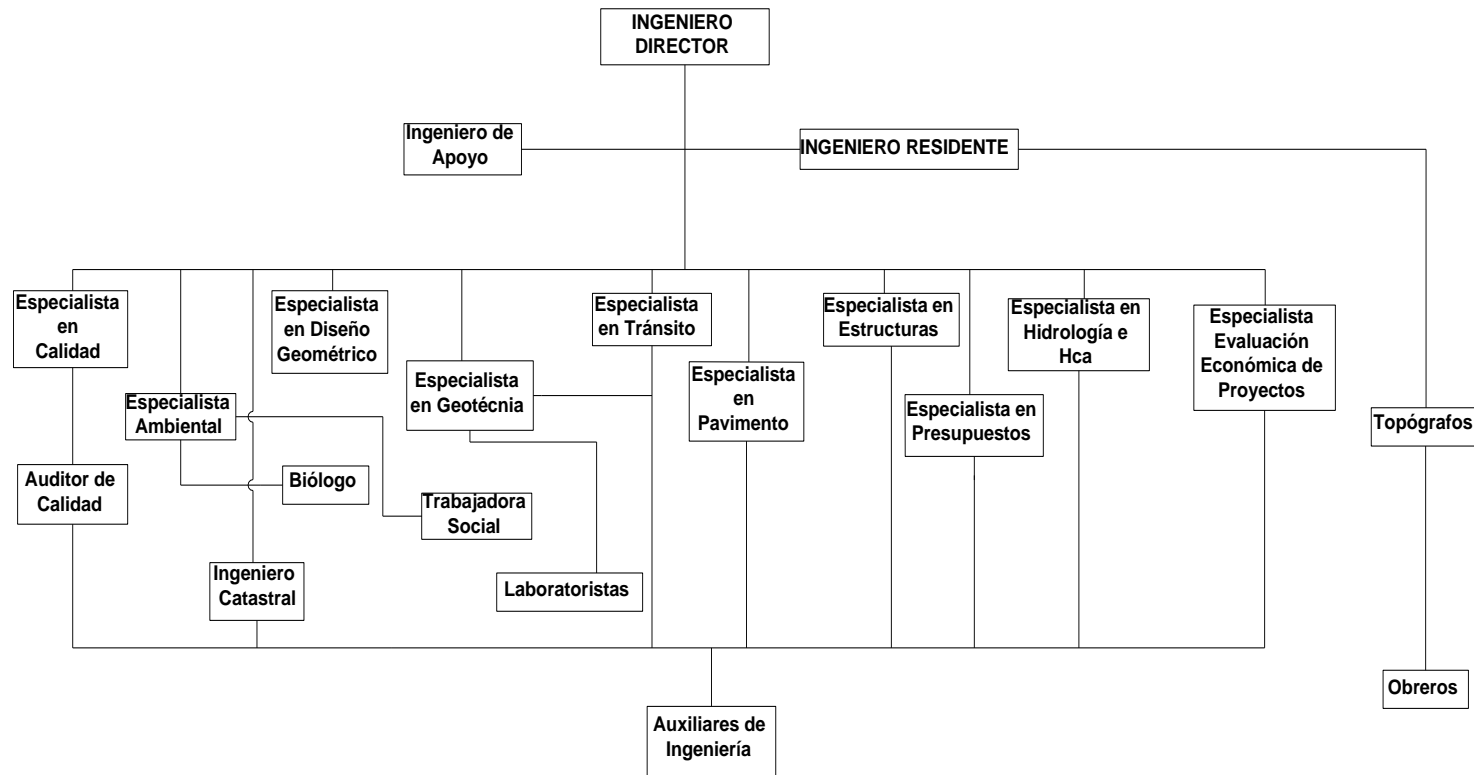 INGENIERO
DIRECTOR
Ingeniero de
Apoyo
INGENIERO RESIDENTE
Especialista
en
Calidad
Especialista
en Diseño
Geométrico
Especialista
en Tránsito
Especialista en
Estructuras
Especialista en
Hidrología e
Hca
Especialista
Evaluación
Económica de
Proyectos
Especialista
en Geotécnia
Especialista
en
Pavimento
Especialista
Ambiental
Especialista en
Presupuestos
Topógrafos
Auditor de
Calidad
Biólogo
Trabajadora
Social
Ingeniero
Catastral
Laboratoristas
Obreros
Auxiliares de
Ingeniería